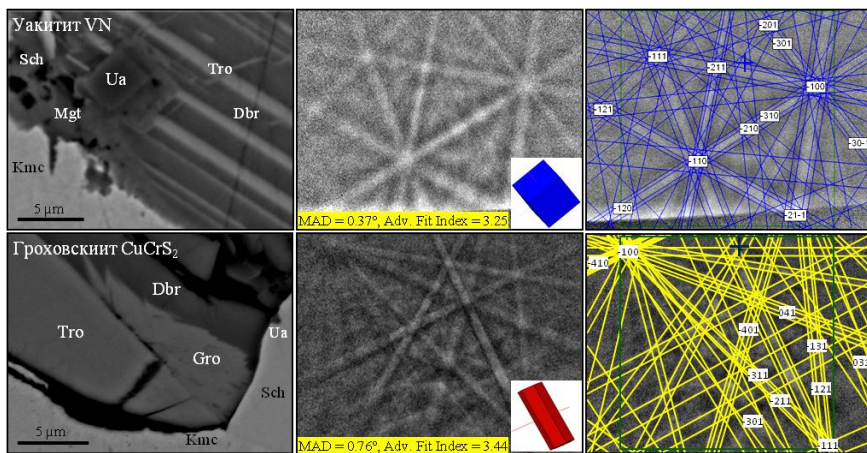 Уакитит VN
Sch
Ua
Tro
Mgt
Dbr
Kmc
5 µm
MAD = 0.37°, Adv. Fit Index = 3.25
-201
-301
-111
-211
-100
-121
-310
-210
-30-1
-110
-120
-21-1
Гроховскиит CuCrS₂
Dbr
Ua
Tro
Gro
Sch
Kmc
5 µm
MAD = 0.76°, Adv. Fit Index = 3.44
-100
-410
041
-401
-131
031
-311
-121
-211
-301
-111